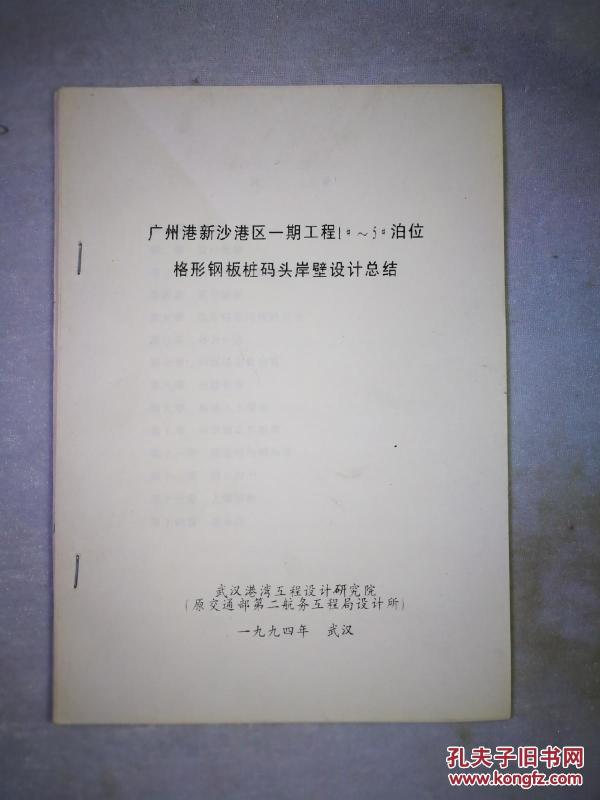 广州港新沙港区一期工程1#～5#泊位
格形钢板桩码头岸壁设计总结
武汉港湾工程设计研究院
(原交通部第二航务工程局设计所)
一九九四年 武汉
孔夫子旧书网
www.kongfz.com